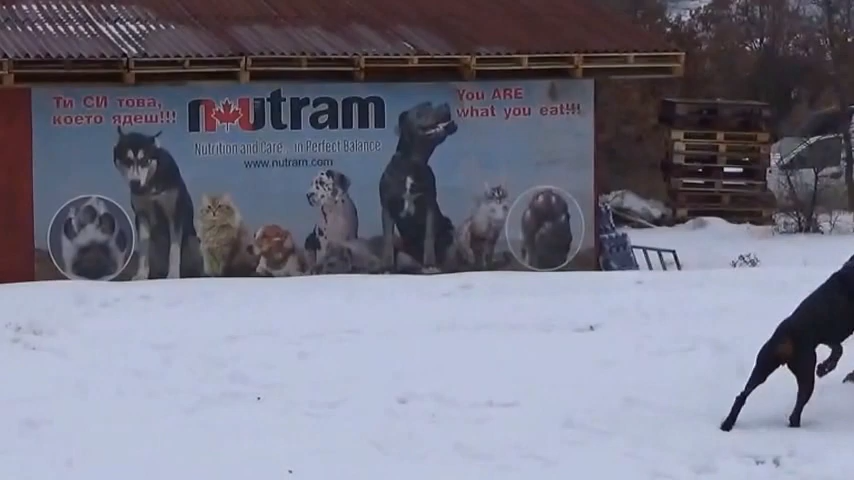 Ти СИ това,
което ядеш!!!
nutram
Nutrition and Care... in Perfect Balance
www.nutram.com
You ARE
what you eat!!!